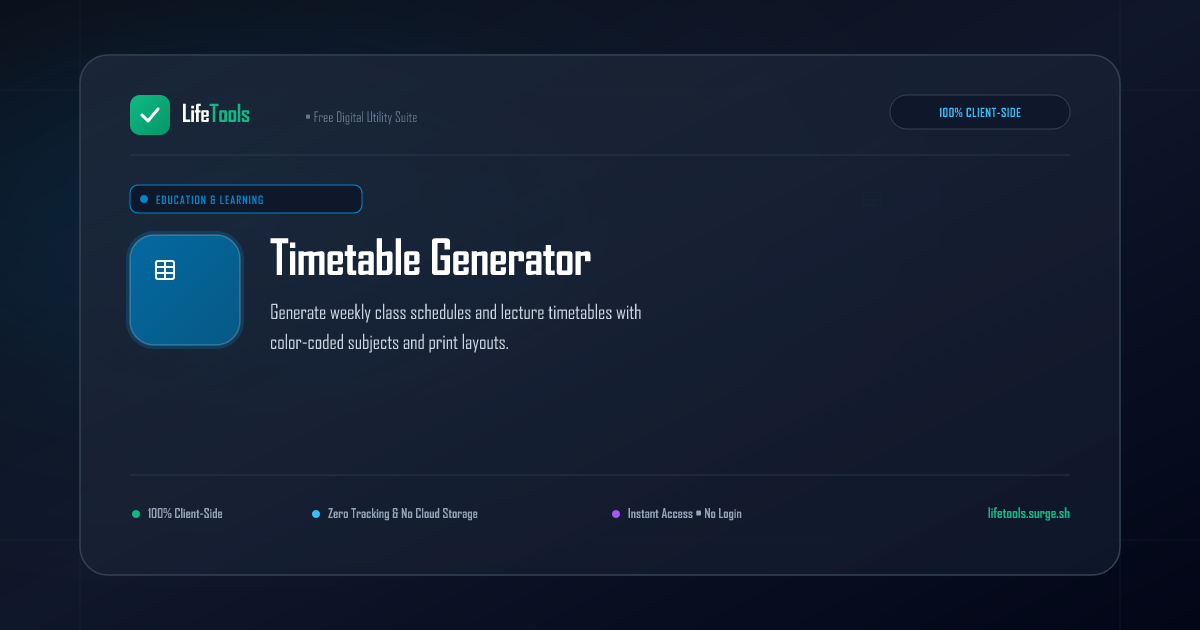 LifeTools
▪ Free Digital Utility Suite
100% CLIENT-SIDE
EDUCATION & LEARNING
Timetable Generator
Generate weekly class schedules and lecture timetables with
color-coded subjects and print layouts.
100% Client-Side
Zero Tracking & No Cloud Storage
Instant Access ▪ No Login
lifetools.surge.sh